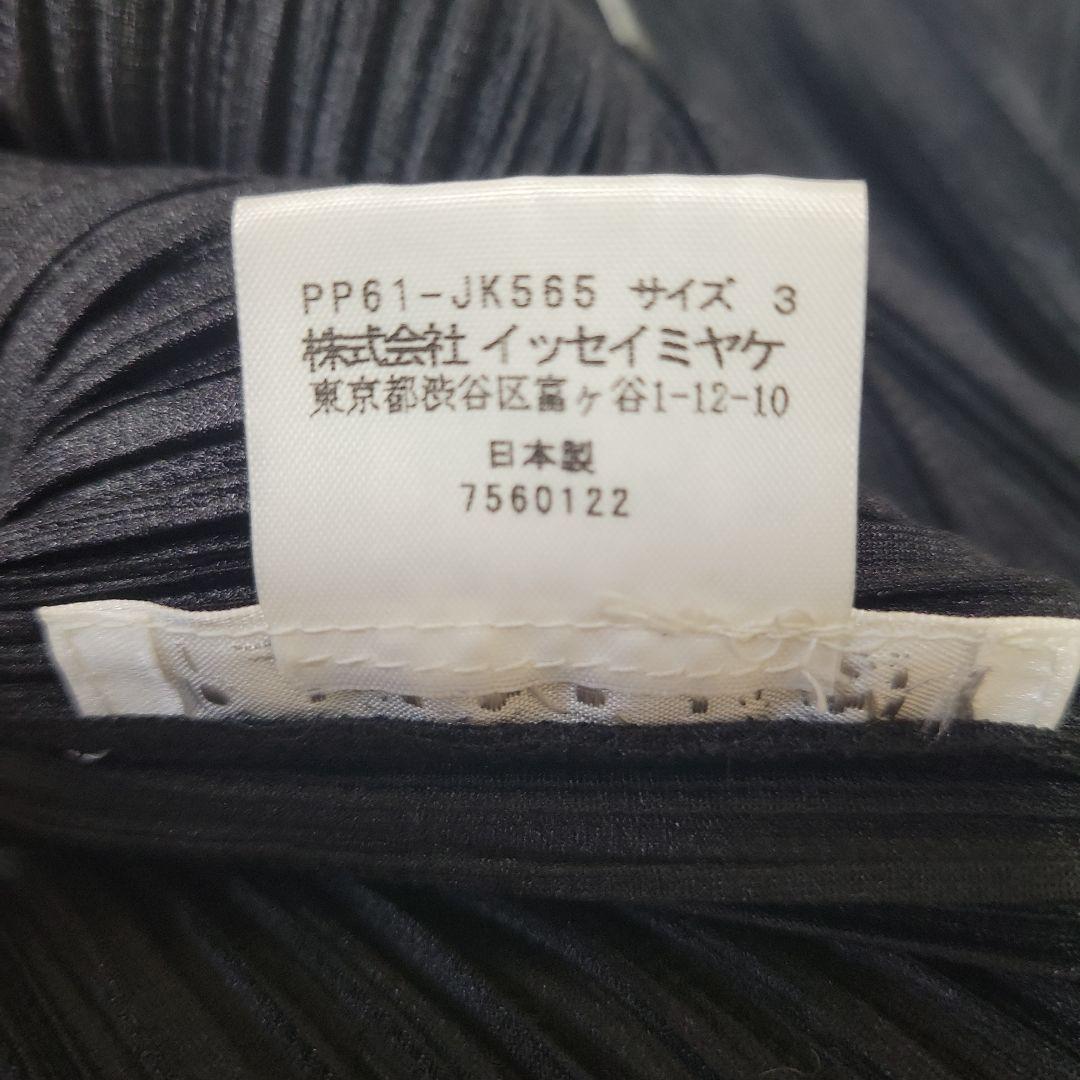 PP61-JK565 サイズ 3
株式会社 イッセイミヤケ
東京都渋谷区富ヶ谷1-12-10
日本製
7560122